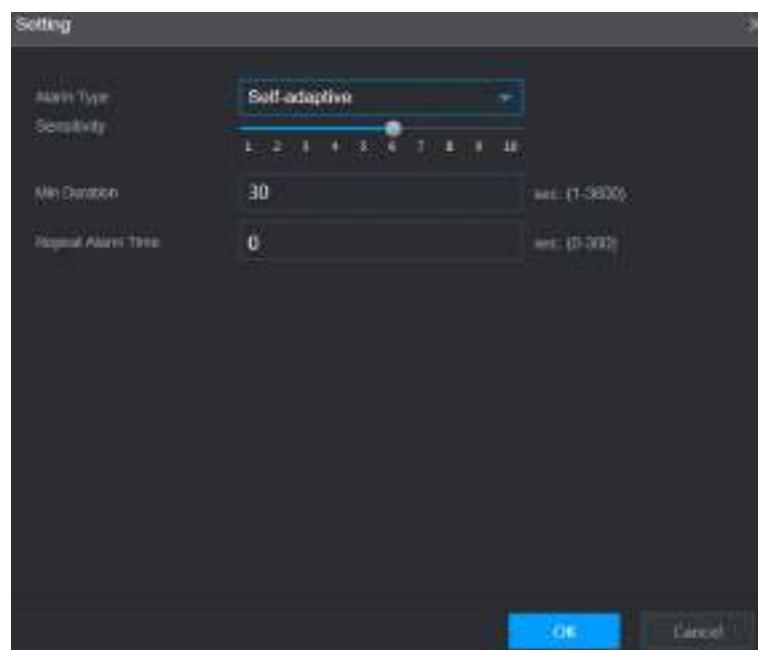 Setting
Alarm Type
Self-adaptive
Sensitivity
1 2 3 4 5 6 7 8 9 10
Min Duration
30
sec. (1-3600)
Repeat Alarm Time
0
sec. (0-300)
OK
Cancel